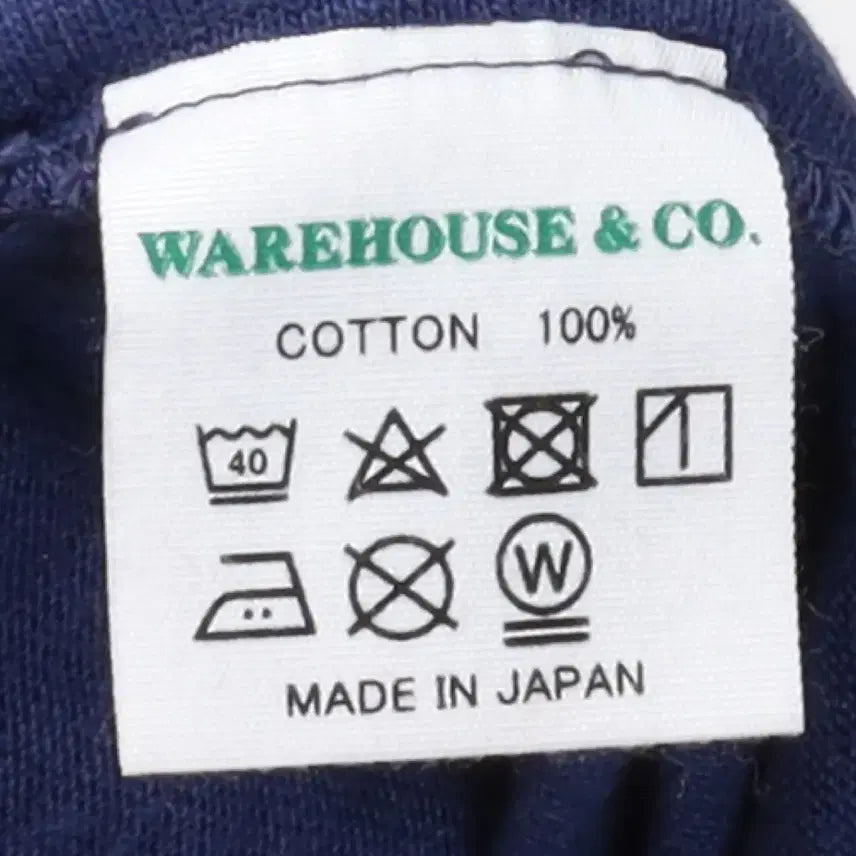 WAREHOUSE & CO.
COTTON 100%
40
W
MADE IN JAPAN